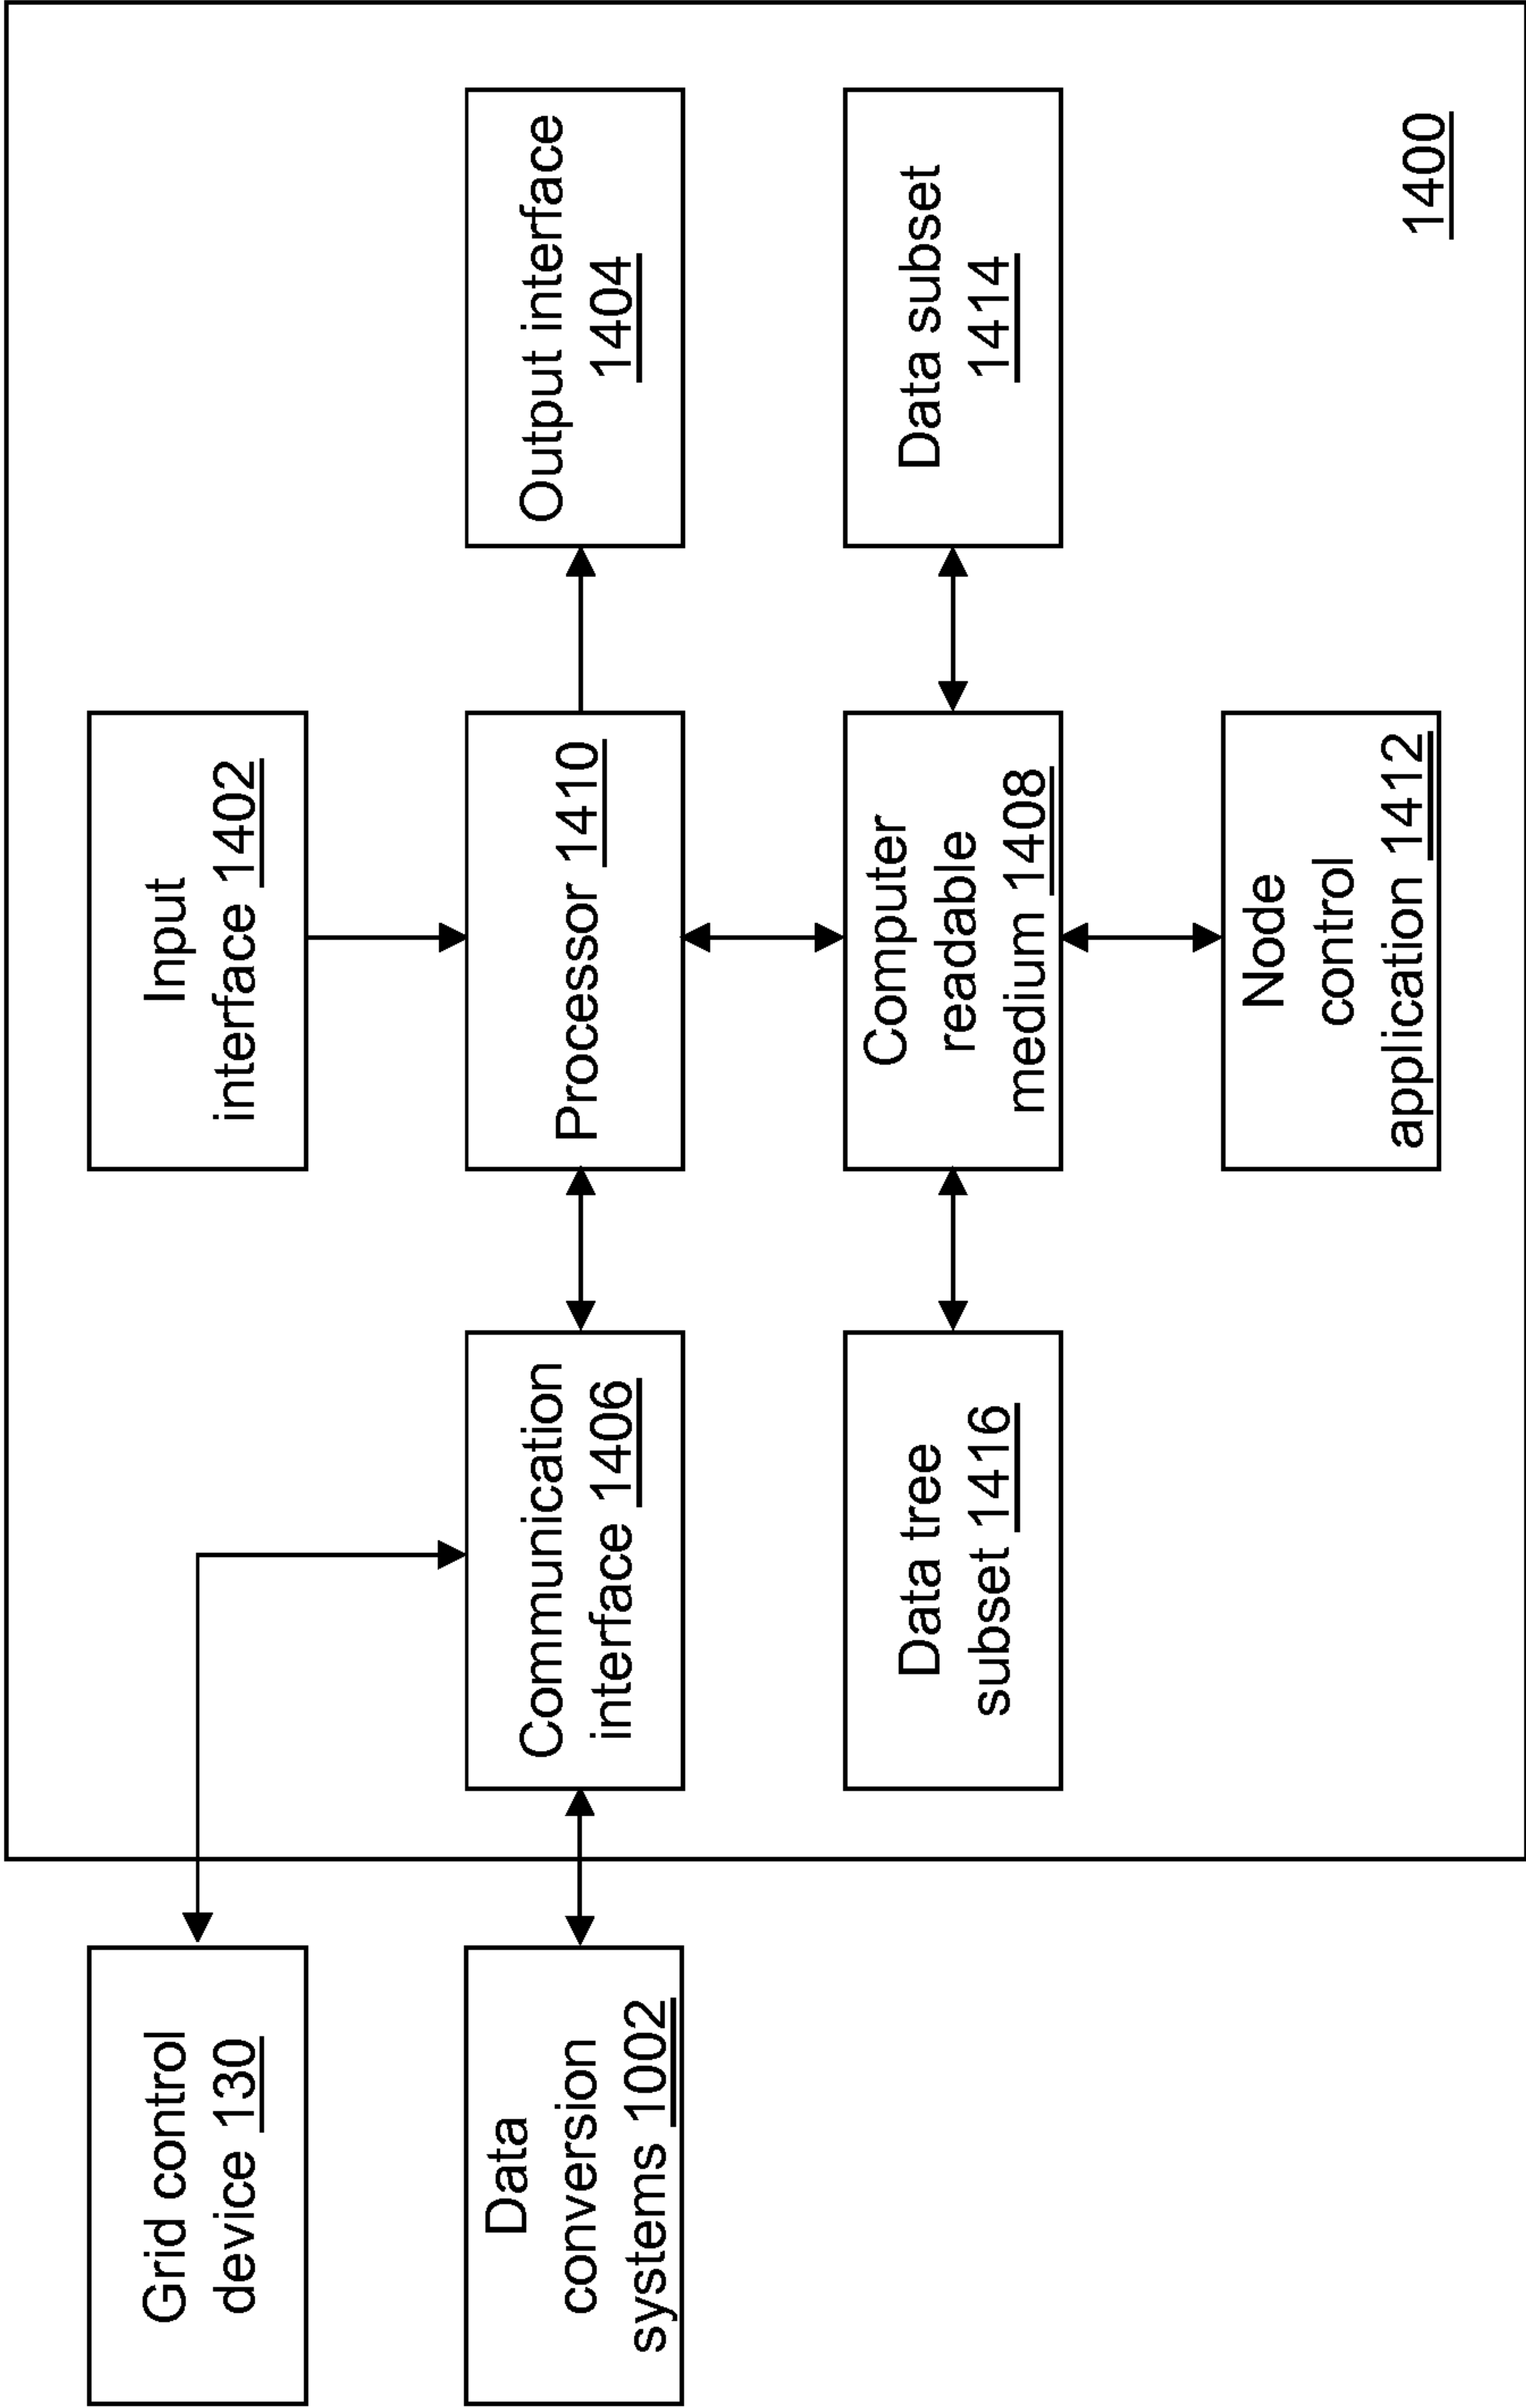 Grid control
device 130
Input
interface 1402
Data
conversion
systems 1002
Communication
interface 1406
Processor 1410
Output interface
1404
Data tree
subset 1416
Computer
readable
medium 1408
Data subset
1414
Node
control
application 1412
1400